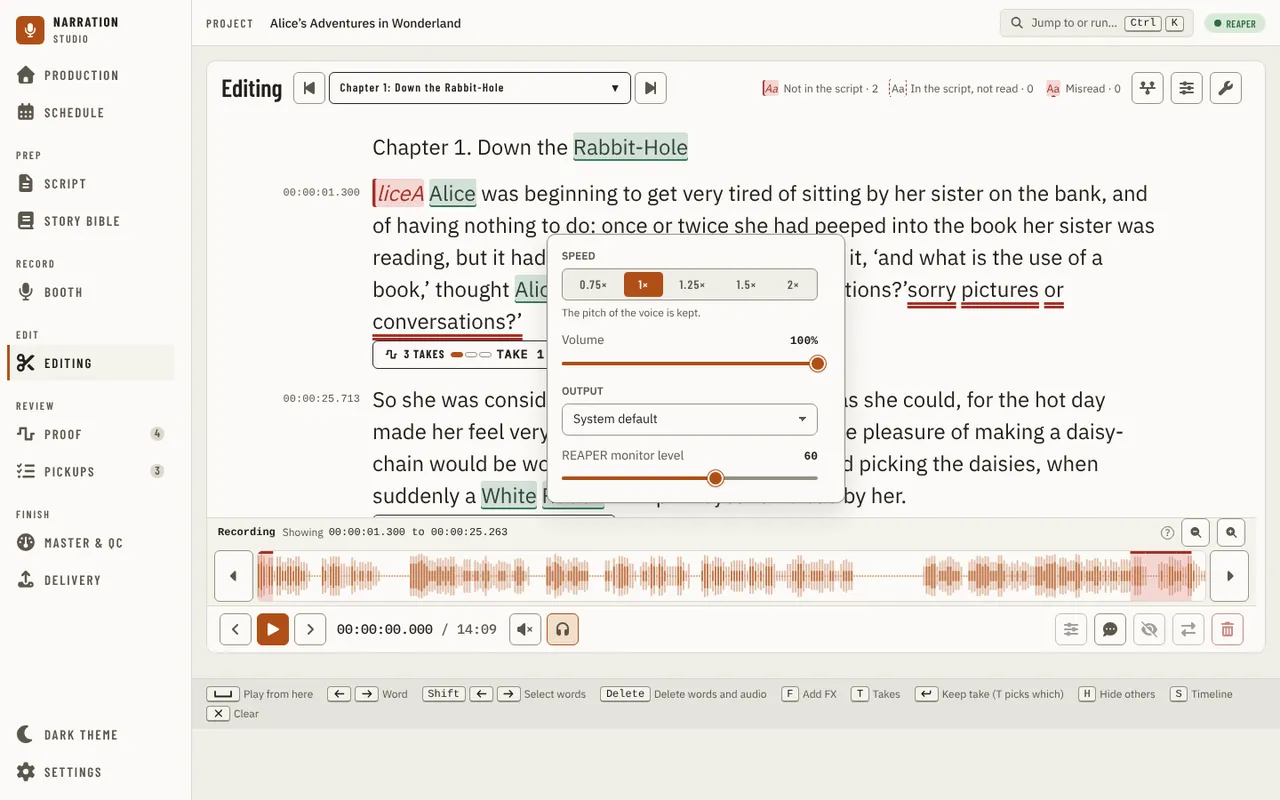 NARRATION
STUDIO
PRODUCTION
SCHEDULE
PREP
SCRIPT
STORY BIBLE
RECORD
BOOTH
EDIT
EDITING
REVIEW
PROOF 4
PICKUPS 3
FINISH
MASTER & QC
DELIVERY
DARK THEME
SETTINGS
PROJECT Alice's Adventures in Wonderland
Jump to or run... Ctrl K
REAPER
Editing
Chapter 1: Down the Rabbit-Hole
Aa Not in the script · 2 Aa In the script, not read · 0 Aa Misread · 0
Chapter 1. Down the Rabbit-Hole
00:00:01.300 liceA Alice was beginning to get very tired of sitting by her sister on the bank, and
of having nothing to do: once or twice she had peeped into the book her sister was
reading, but it had it, ‘and what is the use of a
book,’ thought tions?’sorry pictures or
conversations?’
3 TAKES TAKE 1
00:00:25.713 So she was as she could, for the hot day
made her feel very pleasure of making a daisy-
chain would be picking the daisies, when
suddenly a White by her.
SPEED
0.75× 1× 1.25× 1.5× 2×
The pitch of the voice is kept.
Volume 100%
OUTPUT
System default
REAPER monitor level 60
Recording Showing 00:00:01.300 to 00:00:25.263
?
00:00:00.000 / 14:09
Play from here Word Shift Select words Delete Delete words and audio F Add FX T Takes Keep take (T picks which) H Hide others S Timeline
Clear